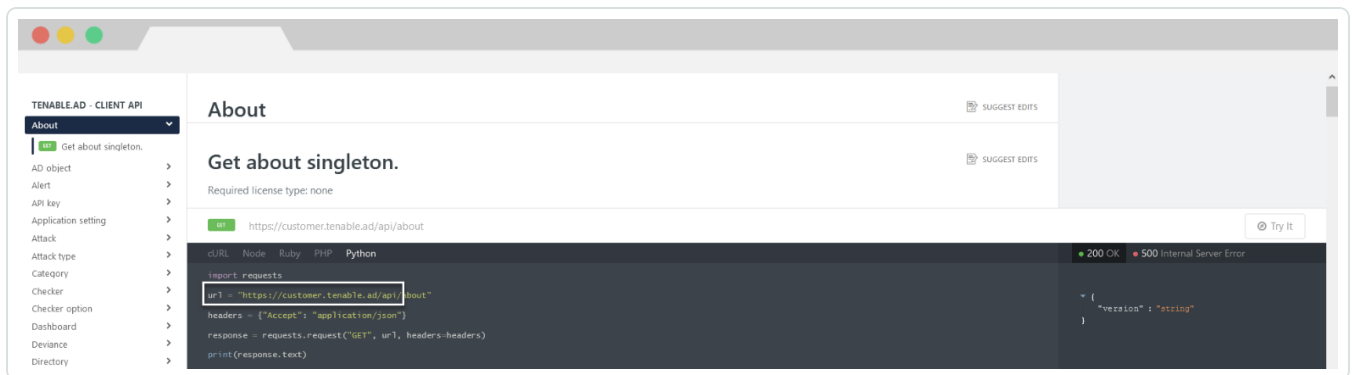 TENABLE.AD - CLIENT API
About
GET Get about singleton.
AD object
Alert
API key
Application setting
Attack
Attack type
Category
Checker
Checker option
Dashboard
Deviance
Directory
About
SUGGEST EDITS
Get about singleton.
SUGGEST EDITS
Required license type: none
GET https://customer.tenable.ad/api/about
Try It
cURL Node Ruby PHP Python
import requests
url = "https://customer.tenable.ad/api/about"
headers = {"Accept": "application/json"}
response = requests.request("GET", url, headers=headers)
print(response.text)
200 OK 500 Internal Server Error
{
"version" : "string"
}